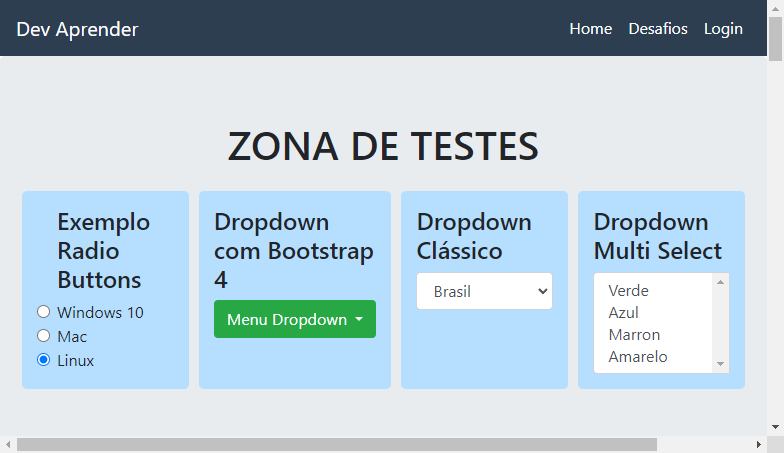 Dev Aprender
Home Desafios Login
ZONA DE TESTES
Exemplo
Radio
Buttons
Windows 10
Mac
Linux
Dropdown
com Bootstrap
4
Menu Dropdown
Dropdown
Clássico
Brasil
Dropdown
Multi Select
Verde
Azul
Marron
Amarelo